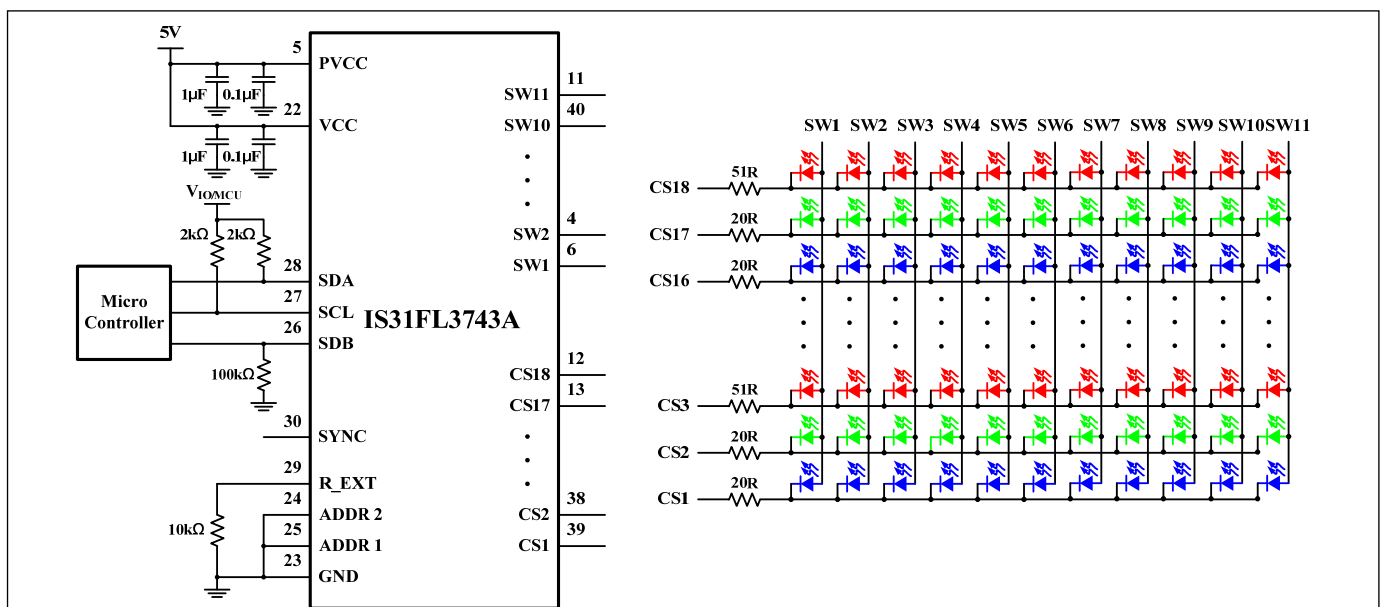 5V
5
PVCC
1µF 0.1µF
22
VCC
1µF 0.1µF
VIO/MCU
2kΩ 2kΩ
28
SDA
27
SCL
26
SDB
Micro
Controller
100kΩ
30
SYNC
29
R_EXT
24
ADDR 2
25
ADDR 1
23
GND
10kΩ
IS31FL3743A
11
SW11
40
SW10
4
SW2
6
SW1
12
CS18
13
CS17
38
CS2
39
CS1
SW1 SW2 SW3 SW4 SW5 SW6 SW7 SW8 SW9 SW10 SW11
51R
CS18
20R
CS17
20R
CS16
51R
CS3
20R
CS2
20R
CS1